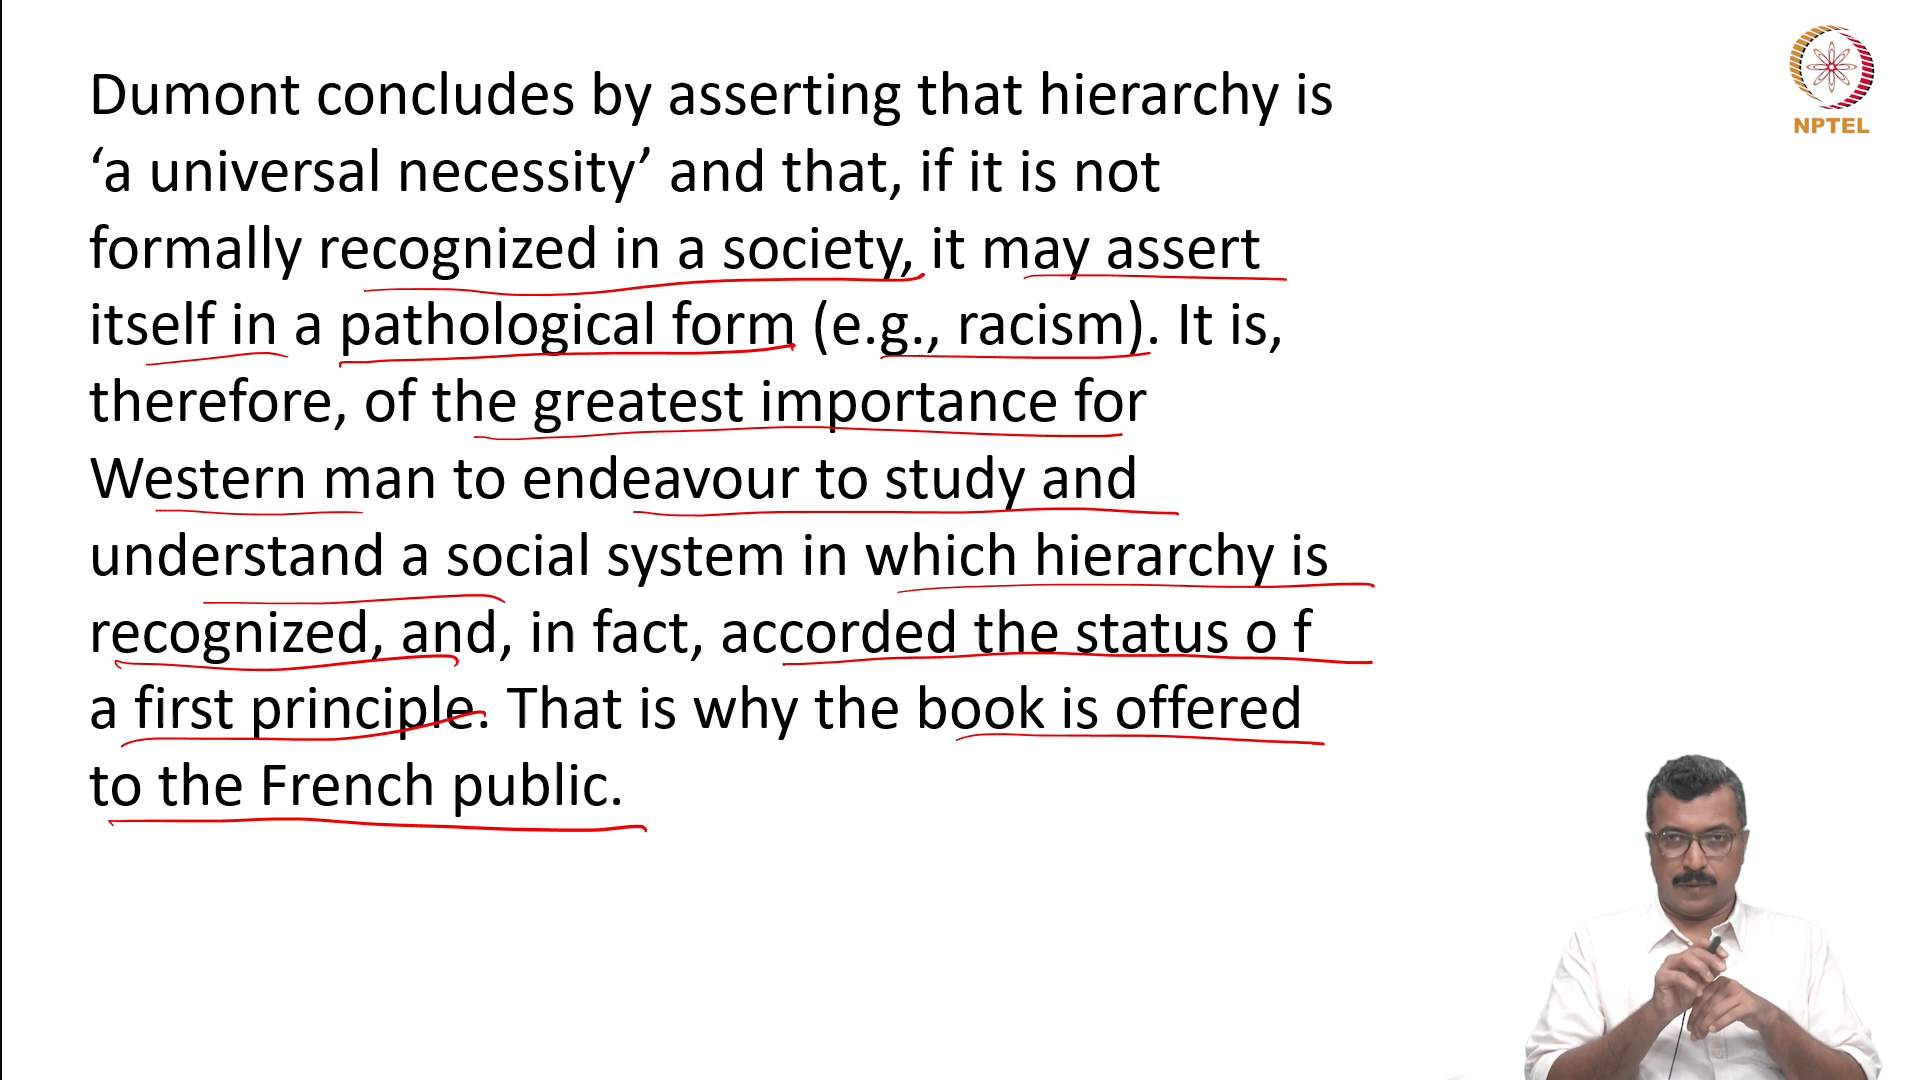 Dumont concludes by asserting that hierarchy is
‘a universal necessity’ and that, if it is not
formally recognized in a society, it may assert
itself in a pathological form (e.g., racism). It is,
therefore, of the greatest importance for
Western man to endeavour to study and
understand a social system in which hierarchy is
recognized, and, in fact, accorded the status o f
a first principle. That is why the book is offered
to the French public.
NPTEL